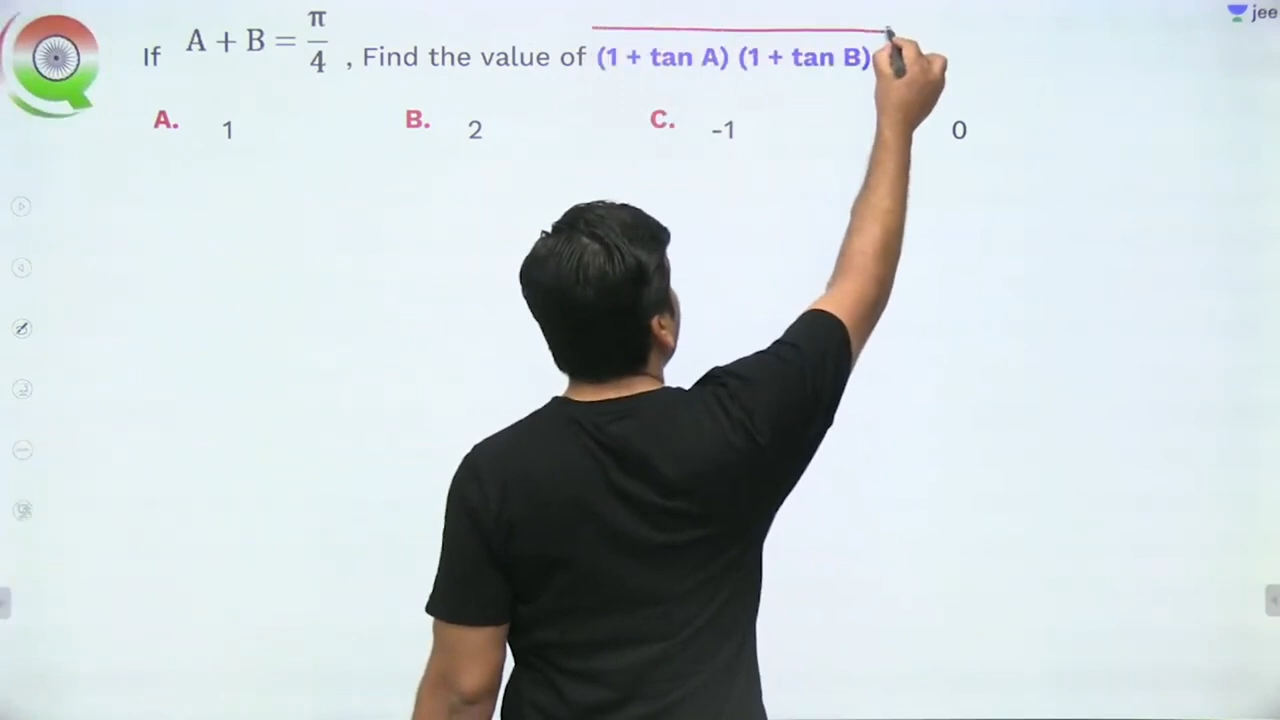 jee
If A + B = π/4 , Find the value of (1 + tan A) (1 + tan B)
A. 1 B. 2 C. -1 0